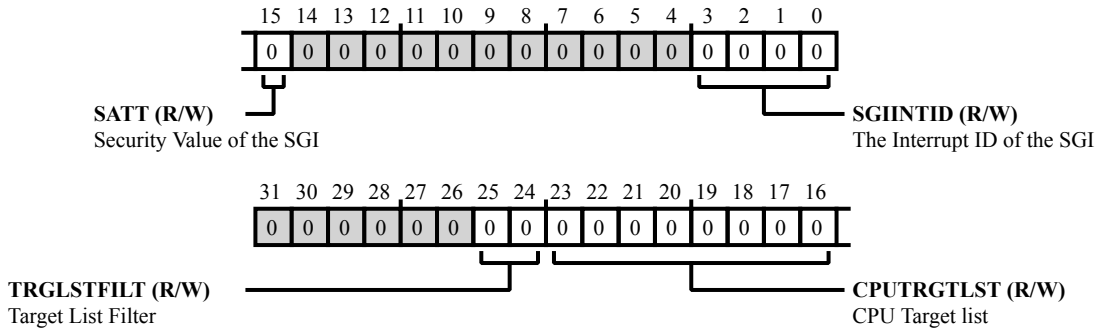 15 14 13 12 11 10 9 8 7 6 5 4 3 2 1 0
0 0 0 0 0 0 0 0 0 0 0 0 0 0 0 0
SATT (R/W)
Security Value of the SGI
SGIINTID (R/W)
The Interrupt ID of the SGI
31 30 29 28 27 26 25 24 23 22 21 20 19 18 17 16
0 0 0 0 0 0 0 0 0 0 0 0 0 0 0 0
TRGLSTFILT (R/W)
Target List Filter
CPUTRGTLST (R/W)
CPU Target list